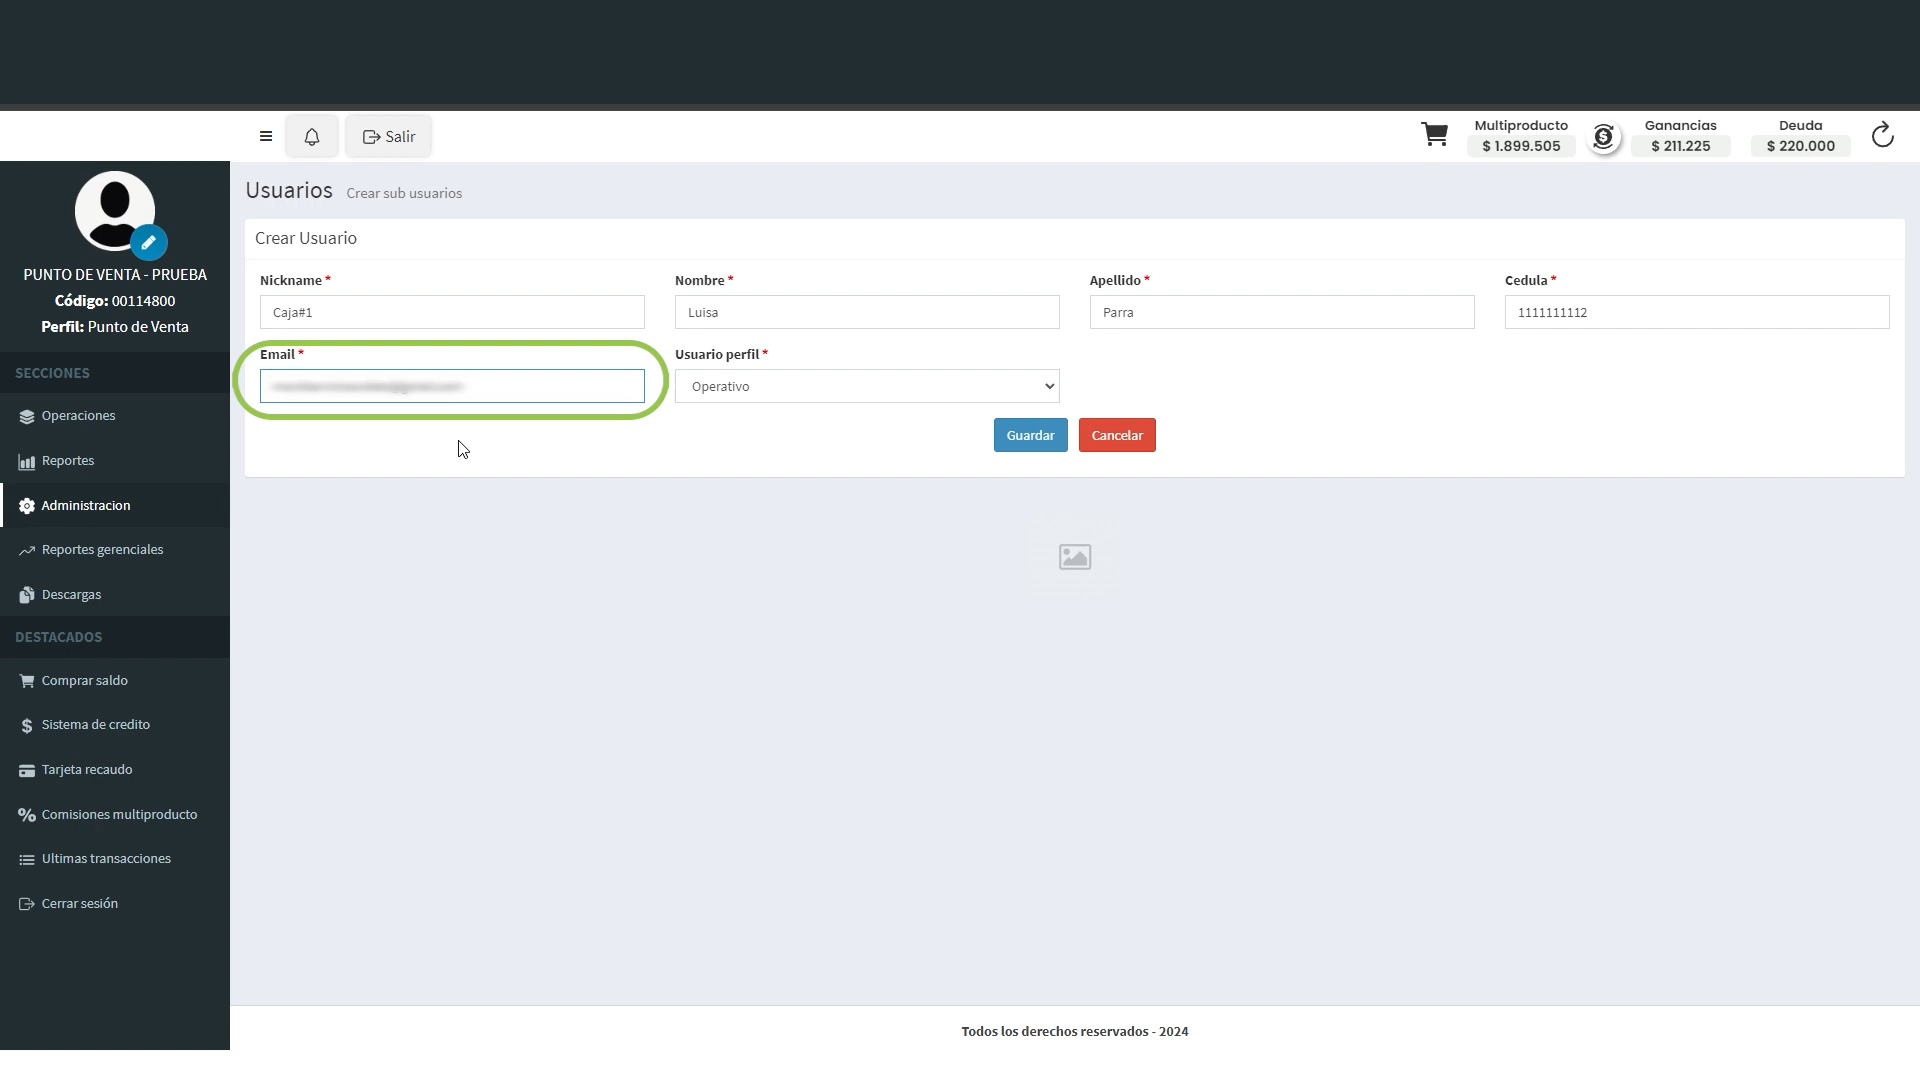 Salir
Multiproducto
$ 1.899.505
Ganancias
$ 211.225
Deuda
$ 220.000
PUNTO DE VENTA - PRUEBA
Código: 00114800
Perfil: Punto de Venta
SECCIONES
Operaciones
Reportes
Administracion
Reportes gerenciales
Descargas
DESTACADOS
Comprar saldo
Sistema de credito
Tarjeta recaudo
Comisiones multiproducto
Ultimas transacciones
Cerrar sesión
Usuarios Crear sub usuarios
Crear Usuario
Nickname *
Caja#1
Nombre *
Luisa
Apellido *
Parra
Cedula *
1111111112
Email *
Usuario perfil *
Operativo
Guardar
Cancelar
Todos los derechos reservados - 2024